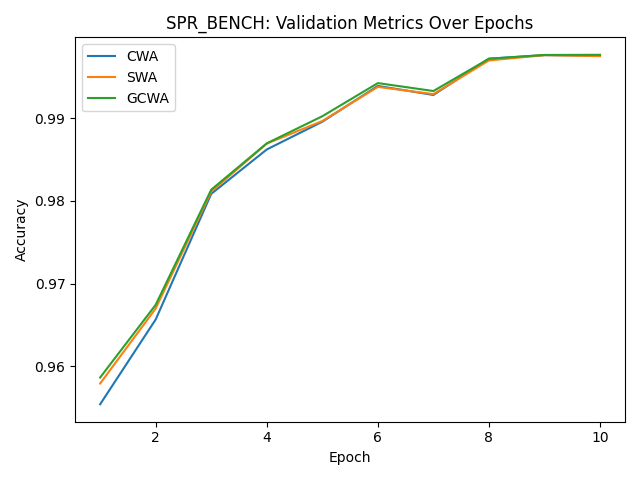 SPR_BENCH: Validation Metrics Over Epochs
CWA
SWA
GCWA
Accuracy
0.99
0.98
0.97
0.96
2
4
6
8
10
Epoch